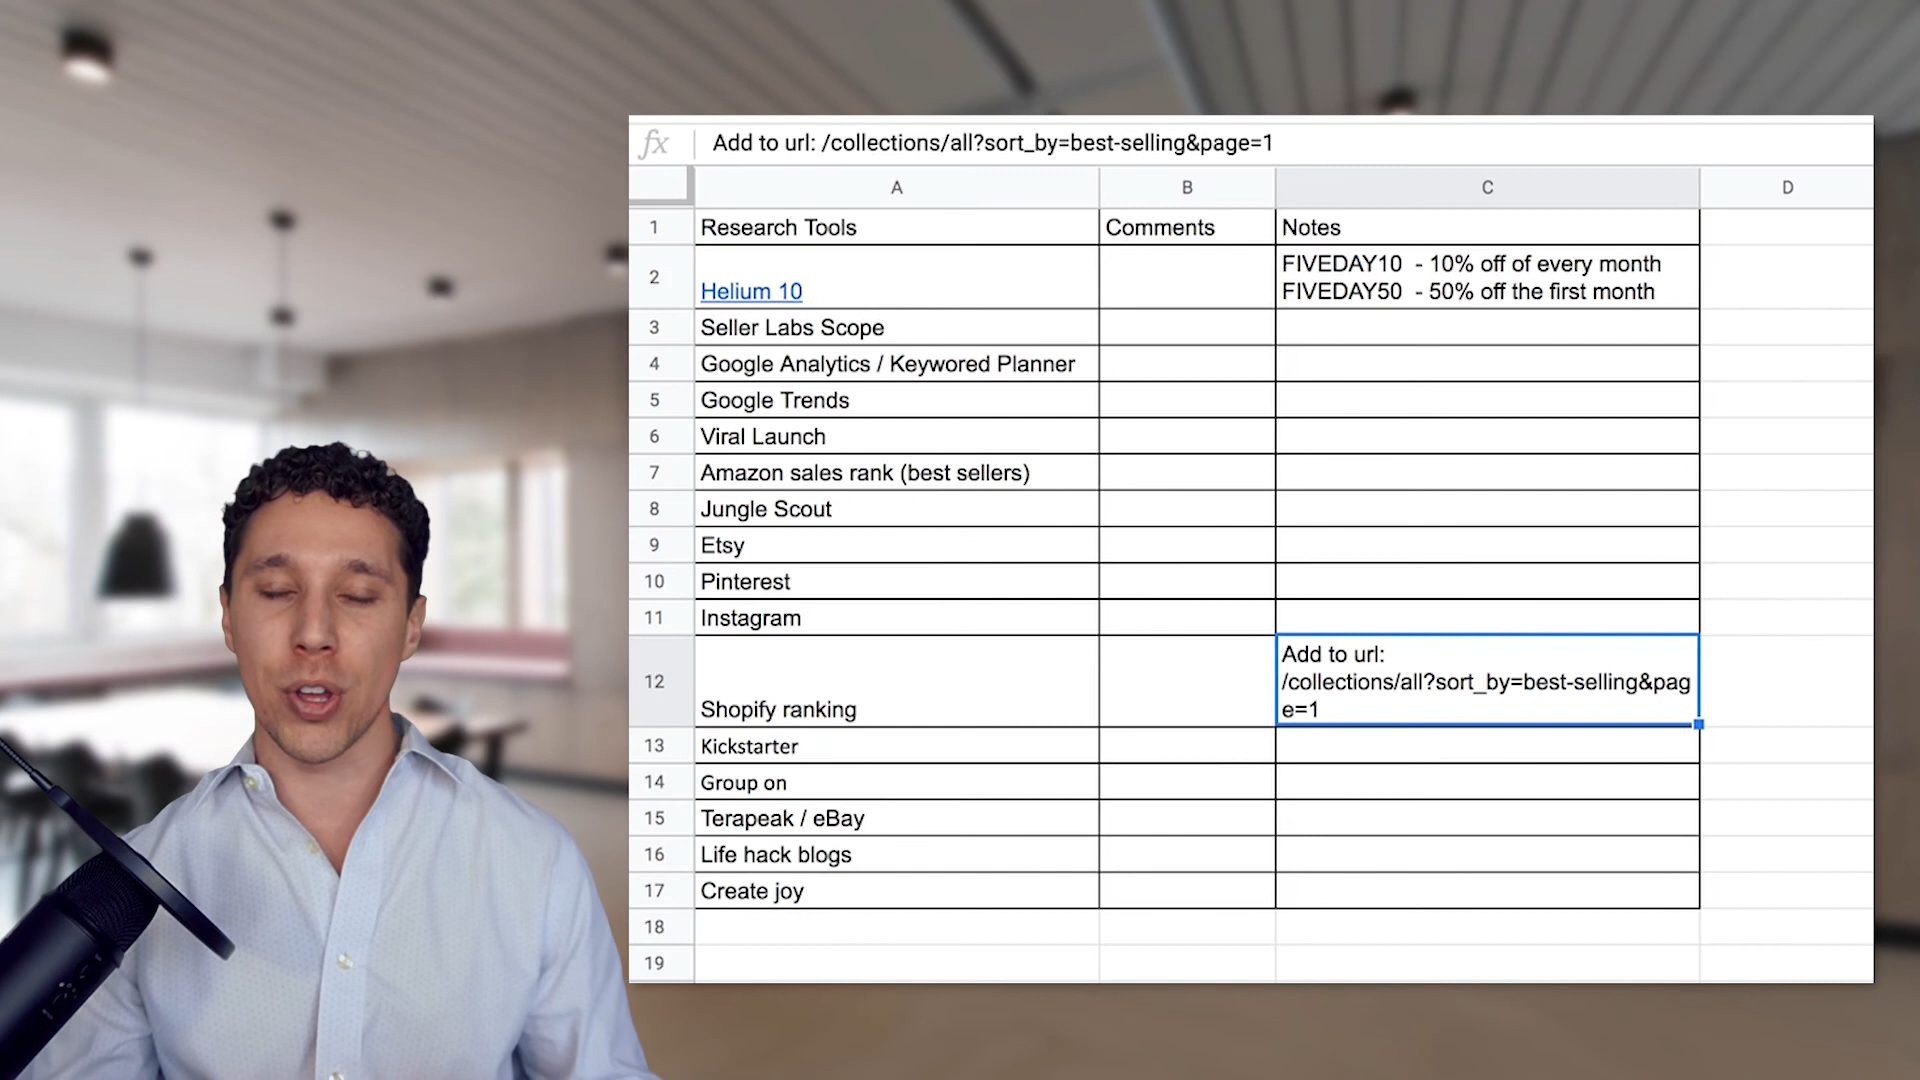 fx Add to url: /collections/all?sort_by=best-selling&page=1
A B C D
1 Research Tools Comments Notes
2 Helium 10 FIVEDAY10 - 10% off of every month
FIVEDAY50 - 50% off the first month
3 Seller Labs Scope
4 Google Analytics / Keywored Planner
5 Google Trends
6 Viral Launch
7 Amazon sales rank (best sellers)
8 Jungle Scout
9 Etsy
10 Pinterest
11 Instagram
12 Shopify ranking Add to url:
/collections/all?sort_by=best-selling&pag
e=1
13 Kickstarter
14 Group on
15 Terapeak / eBay
16 Life hack blogs
17 Create joy
18
19